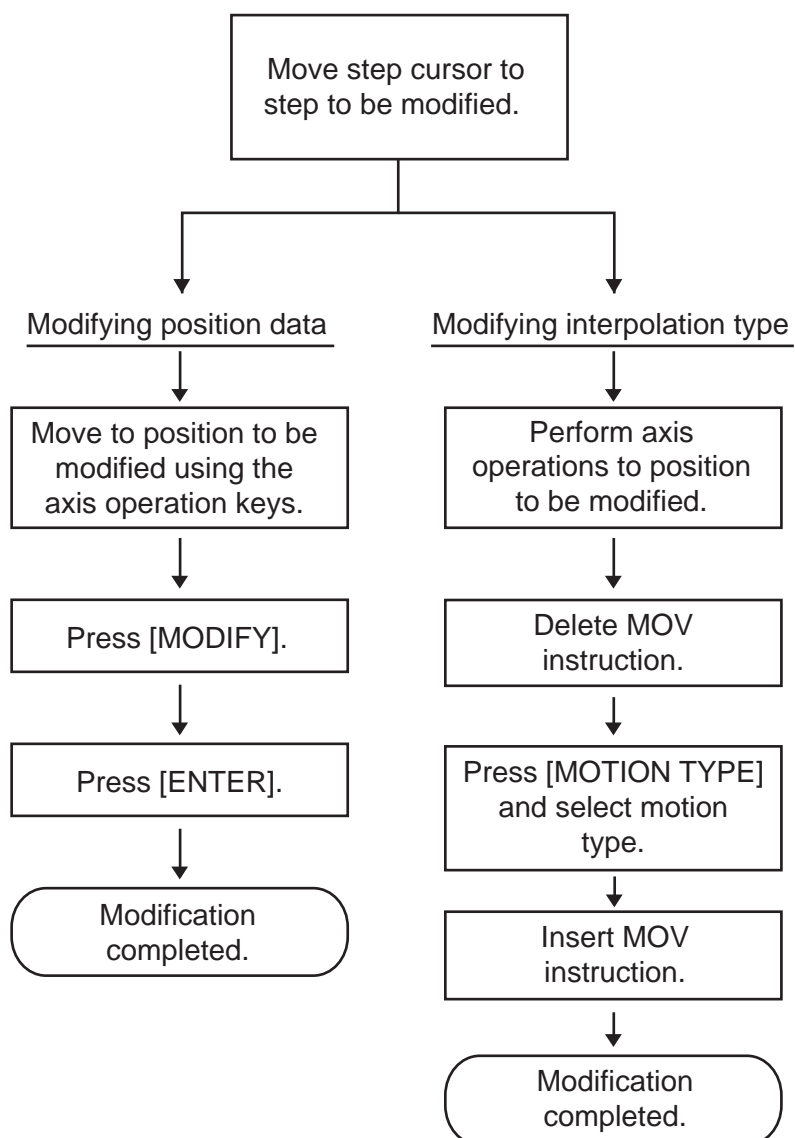 Move step cursor to
step to be modified.
Modifying position data
Move to position to be
modified using the
axis operation keys.
Press [MODIFY].
Press [ENTER].
Modification
completed.
Modifying interpolation type
Perform axis
operations to position
to be modified.
Delete MOV
instruction.
Press [MOTION TYPE]
and select motion
type.
Insert MOV
instruction.
Modification
completed.